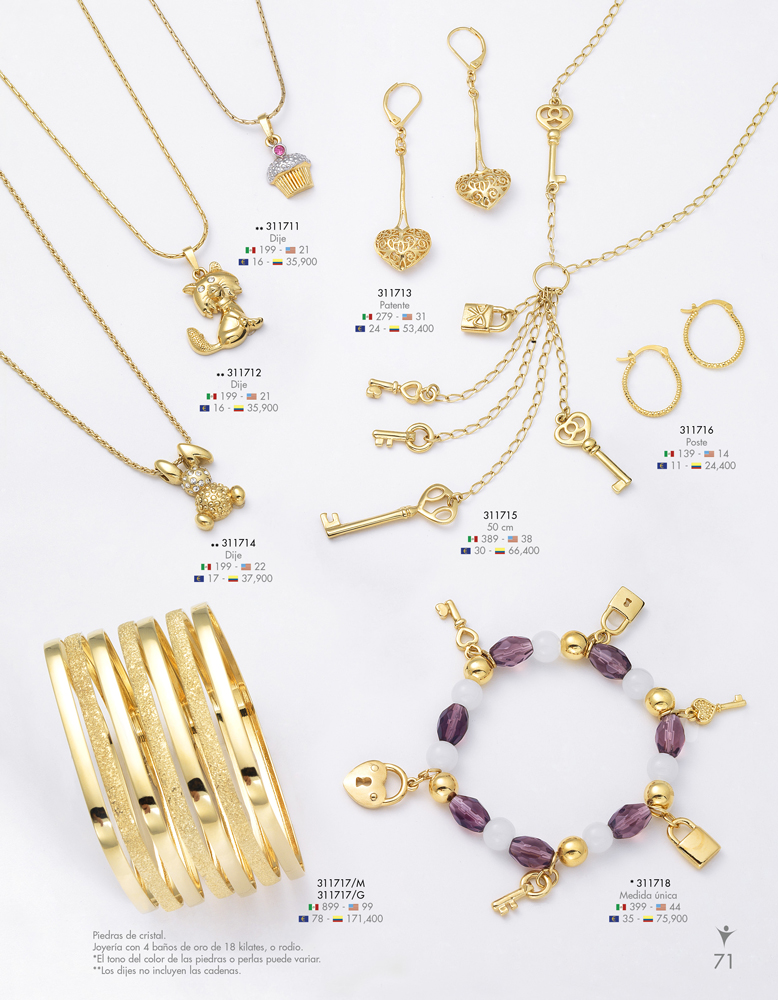 •• 311711
Dije
199 - 21
16 - 35,900
311713
Patente
279 - 31
24 - 53,400
•• 311712
Dije
199 - 21
16 - 35,900
311716
Poste
139 - 14
11 - 24,400
311715
50 cm
389 - 38
30 - 66,400
•• 311714
Dije
199 - 22
17 - 37,900
311717/M
311717/G
899 - 99
78 - 171,400
* 311718
Medida única
399 - 44
35 - 75,900
Piedras de cristal.
Joyería con 4 baños de oro de 18 kilates, o rodio.
*El tono del color de las piedras o perlas puede variar.
**Los dijes no incluyen las cadenas.
71